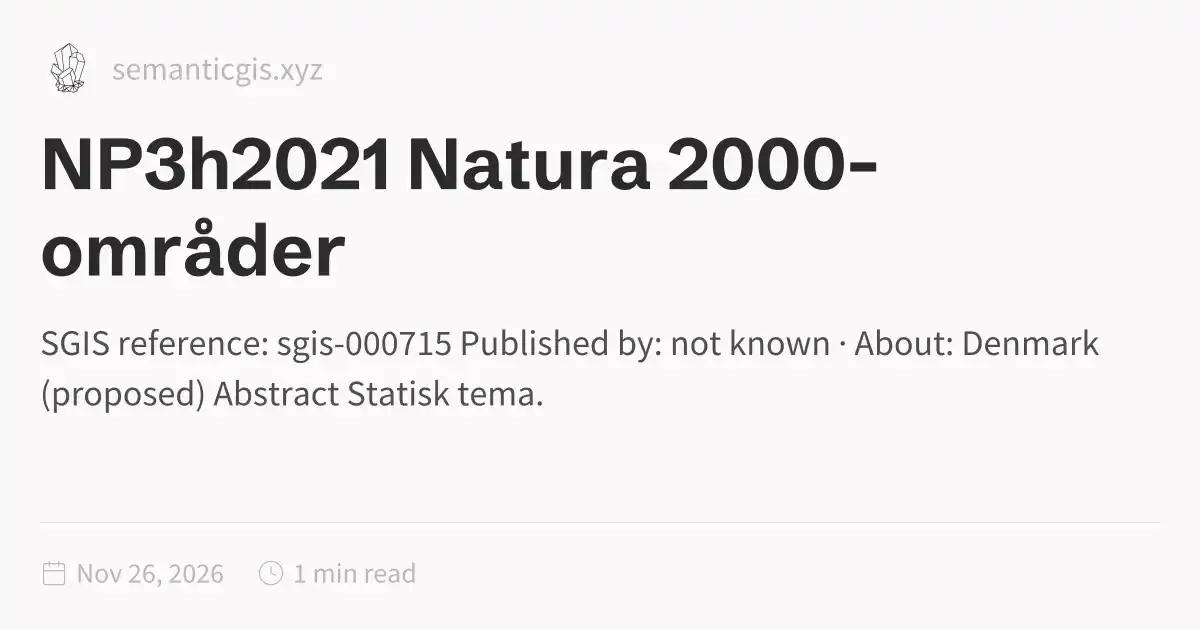 semanticgis.xyz
NP3h2021 Natura 2000-
områder
SGIS reference: sgis-000715 Published by: not known · About: Denmark
(proposed) Abstract Statisk tema.
Nov 26, 2026 1 min read